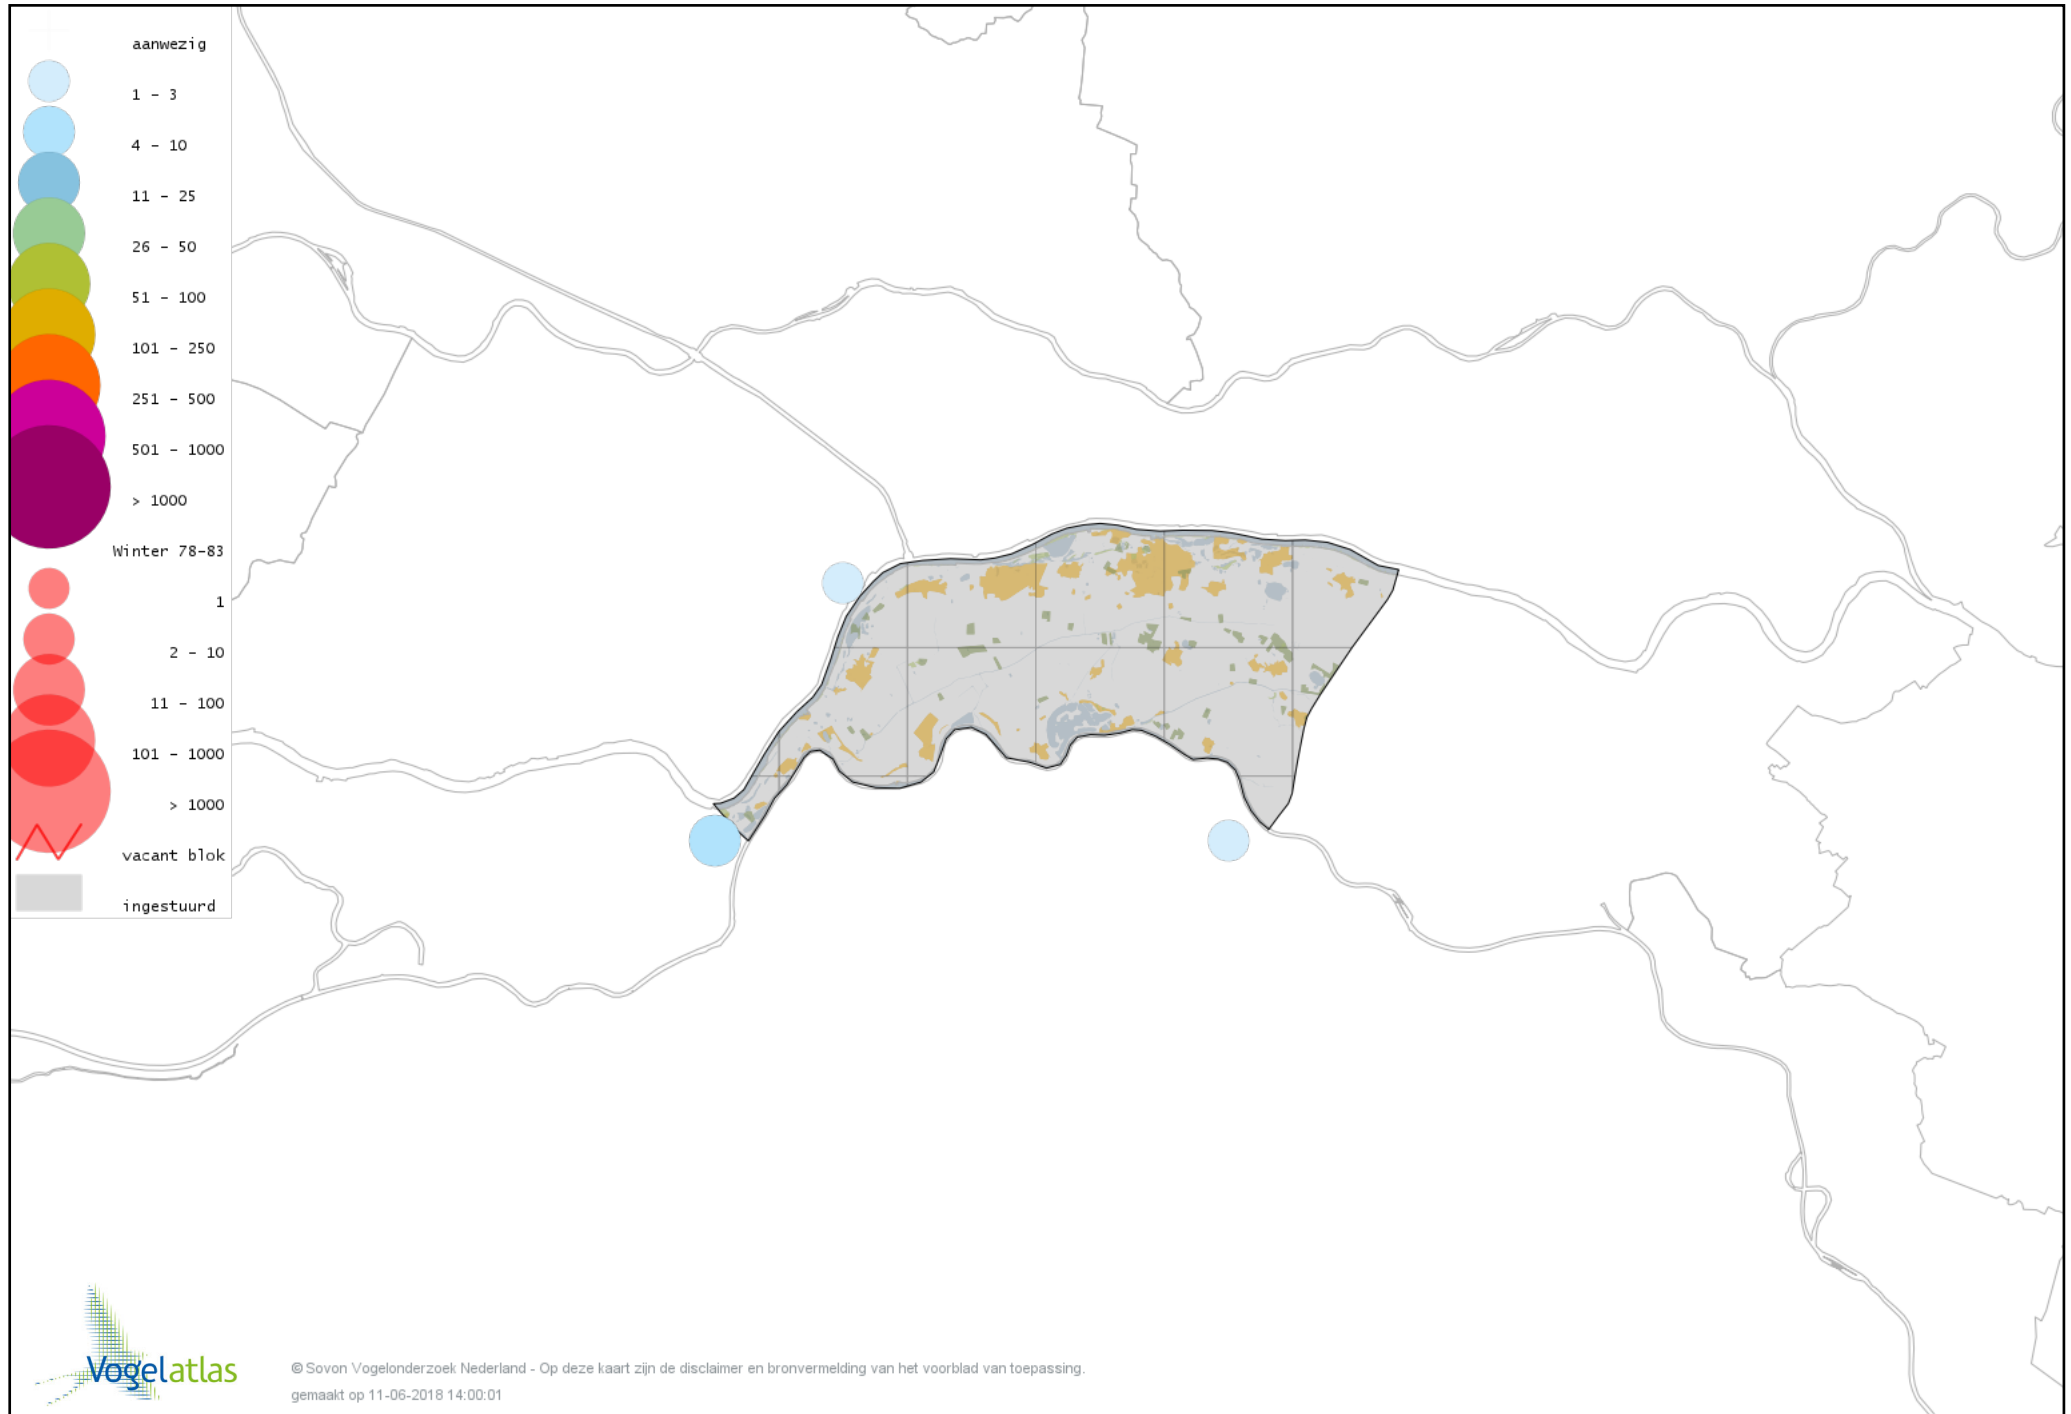 aanwezig
1 - 3
4 - 10
11 - 25
26 - 50
51 - 100
101 - 250
251 - 500
501 - 1000
> 1000
Winter 78-83
1
2 - 10
11 - 100
101 - 1000
> 1000
vacant blok
ingestuurd
Vogelatlas
© Sovon Vogelonderzoek Nederland - Op deze kaart zijn de disclaimer en bronvermelding van het voorblad van toepassing.
gemaakt op 11-06-2018 14:00:01